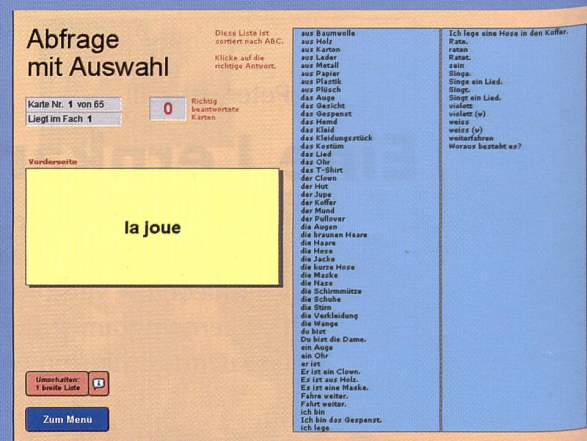 Abfrage
mit Auswahl
Diese Liste ist
sortiert nach ABC.
Klicke auf die
richtige Antwort.
Karte Nr. 1 von 65
Liegt im Fach 1
0
Richtig
beantwortete
Karten
Vorderseite
la joue
Umschalten:
1 breite Liste
Zum Menü
aus Baumwolle
aus Holz
aus Karton
aus Leder
aus Metall
aus Papier
aus Plastik
aus Plüsch
das Auge
das Gesicht
das Gespenst
das Hemd
das Kleid
das Kleidungsstück
das Kostüm
das Lied
das Ohr
das T-Shirt
der Clown
der Hut
der Jupe
der Koffer
der Mund
der Pullover
die Augen
die braunen Haare
die Haare
die Hose
die Jacke
die kurze Hose
die Maske
die Nase
die Schirmmütze
die Schuhe
die Stirn
die Verkleidung
die Wange
du bist
Du bist die Dame.
ein Auge
ein Ohr
er ist
Er ist ein Clown.
Es ist aus Holz.
Es ist eine Maske.
Fahre weiter.
Fahrt weiter.
ich bin
Ich bin das Gespenst.
ich lege
Ich lege eine Hose in den Koffer.
Rate.
raten
Ratet.
sein
Singe.
Singe ein Lied.
Singt.
Singt ein Lied.
violett
violett (v)
weiss
weiss (v)
weiterfahren
Woraus besteht es?